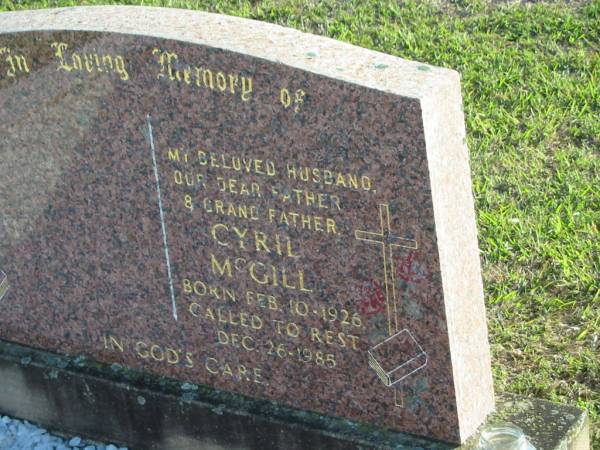 In Loving Memory of
MY BELOVED HUSBAND,
OUR DEAR FATHER
& GRAND FATHER.
CYRIL
McGILL
BORN FEB. 10-1926
CALLED TO REST
DEC. 26-1985
IN GOD'S CARE.